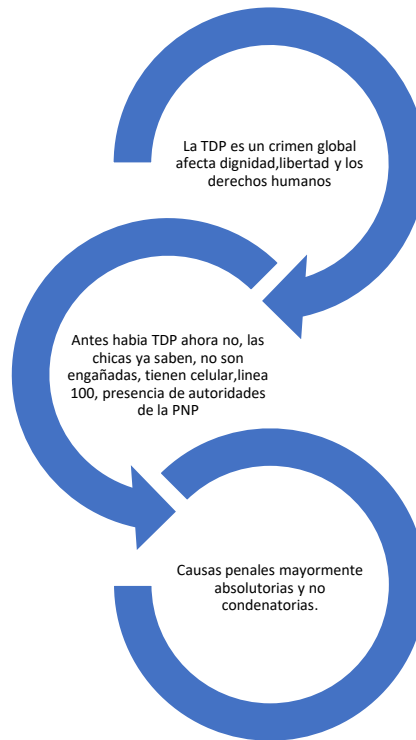 La TDP es un crimen global
afecta dignidad,libertad y los
derechos humanos
Antes habia TDP ahora no, las
chicas ya saben, no son
engañadas, tienen celular,linea
100, presencia de autoridades
de la PNP
Causas penales mayormente
absolutorias y no
condenatorias.